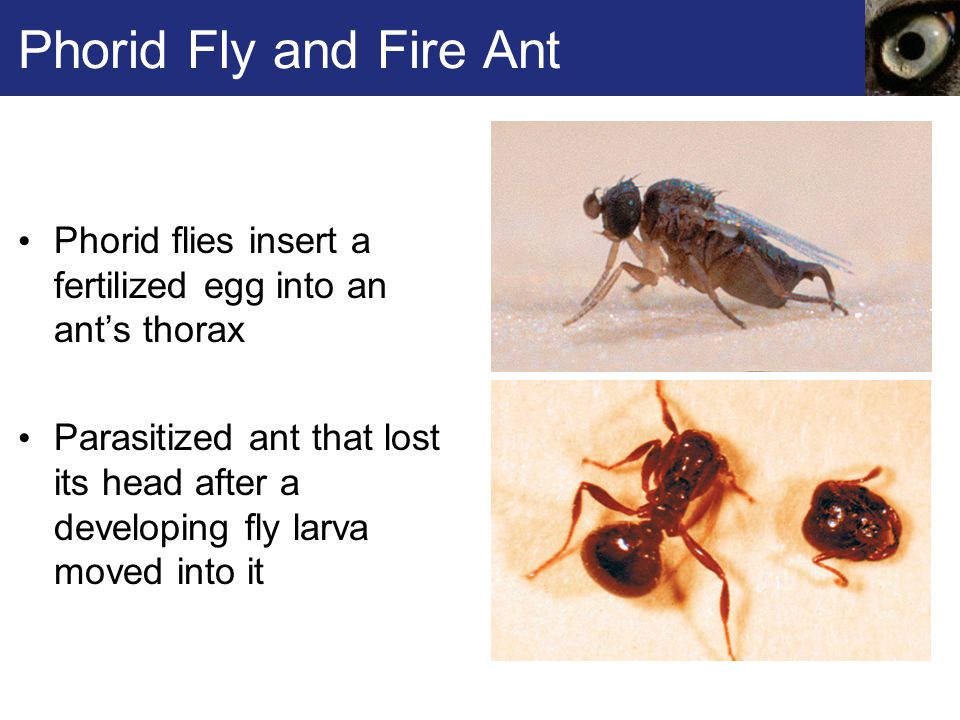 Phorid Fly and Fire Ant
• Phorid flies insert a
fertilized egg into an
ant’s thorax
• Parasitized ant that lost
its head after a
developing fly larva
moved into it